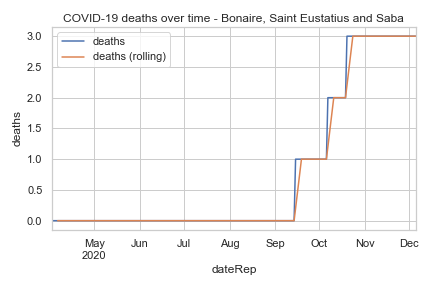 COVID-19 deaths over time - Bonaire, Saint Eustatius and Saba
deaths
deaths (rolling)
3.0
2.5
2.0
1.5
1.0
0.5
0.0
deaths
May Jun Jul Aug Sep Oct Nov Dec
2020
dateRep